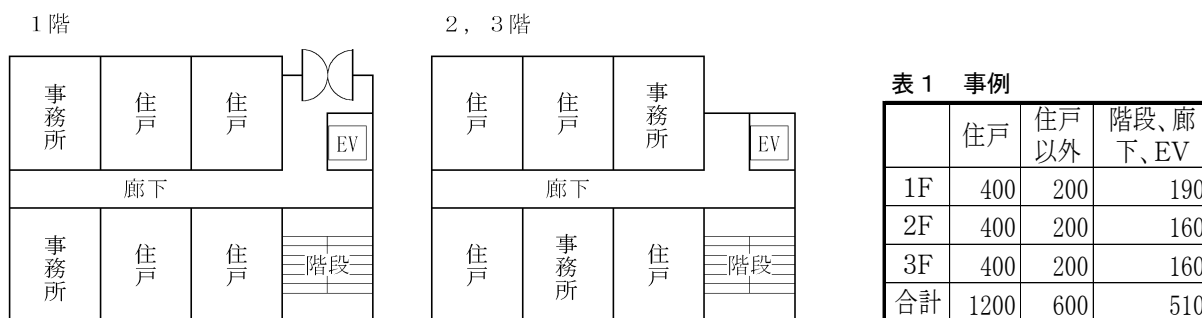 1階
事務所 住戸 住戸
EV
廊下
事務所 住戸 住戸 階段
2，3階
住戸 住戸 事務所
EV
廊下
住戸 事務所 住戸 階段
表1 事例
住戸 住戸以外 階段、廊下、EV
1F 400 200 190
2F 400 200 160
3F 400 200 160
合計 1200 600 510